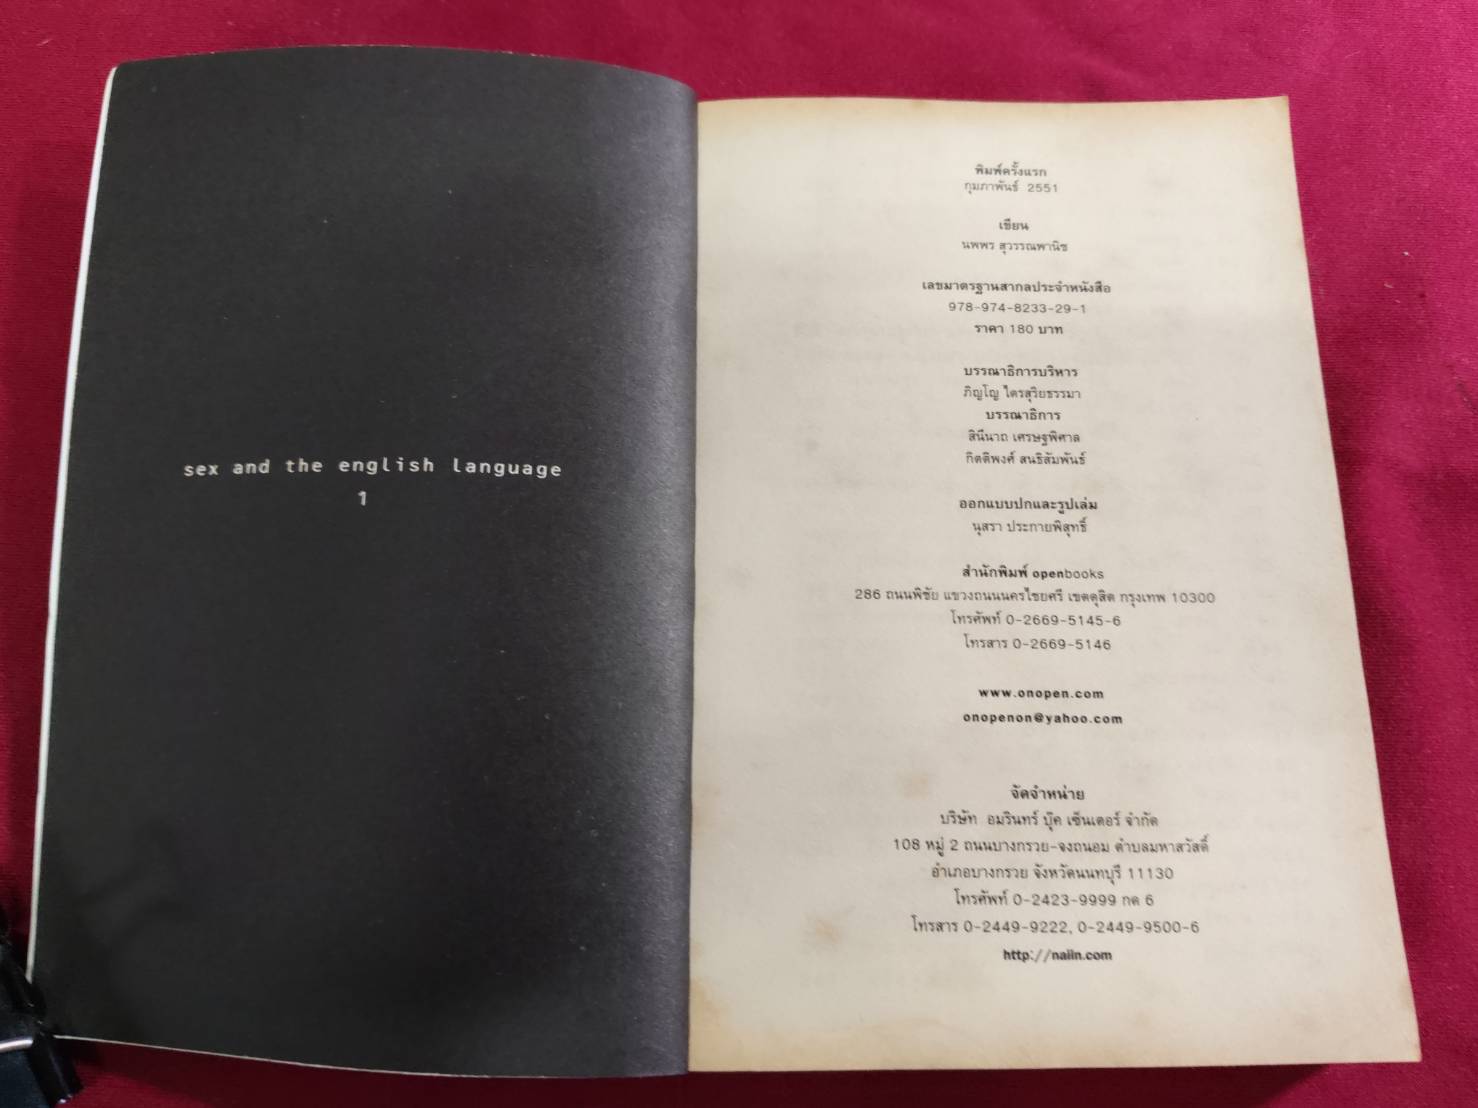 sex and the english language
1
พิมพ์ครั้งแรก
กุมภาพันธ์ 2551
เขียน
นพพร สุวรรณพานิช
เลขมาตรฐานสากลประจำหนังสือ
978-974-8233-29-1
ราคา 180 บาท
บรรณาธิการบริหาร
ภิญโญ ไตรสุริยธรรมา
บรรณาธิการ
สินีนาถ เศรษฐพิศาล
กิตติพงศ์ สนธิสัมพันธ์
ออกแบบปกและรูปเล่ม
นุสรา ประกายพิสุทธิ์
สำนักพิมพ์ openbooks
286 ถนนพิชัย แขวงถนนนครไชยศรี เขตดุสิต กรุงเทพ 10300
โทรศัพท์ 0-2669-5145-6
โทรสาร 0-2669-5146
www.onopen.com
onopenon@yahoo.com
จัดจำหน่าย
บริษัท อมรินทร์ บุ๊ค เซ็นเตอร์ จำกัด
108 หมู่ 2 ถนนบางกรวย-จงถนอม ตำบลมหาสวัสดิ์
อำเภอบางกรวย จังหวัดนนทบุรี 11130
โทรศัพท์ 0-2423-9999 กด 6
โทรสาร 0-2449-9222, 0-2449-9500-6
http://naiin.com